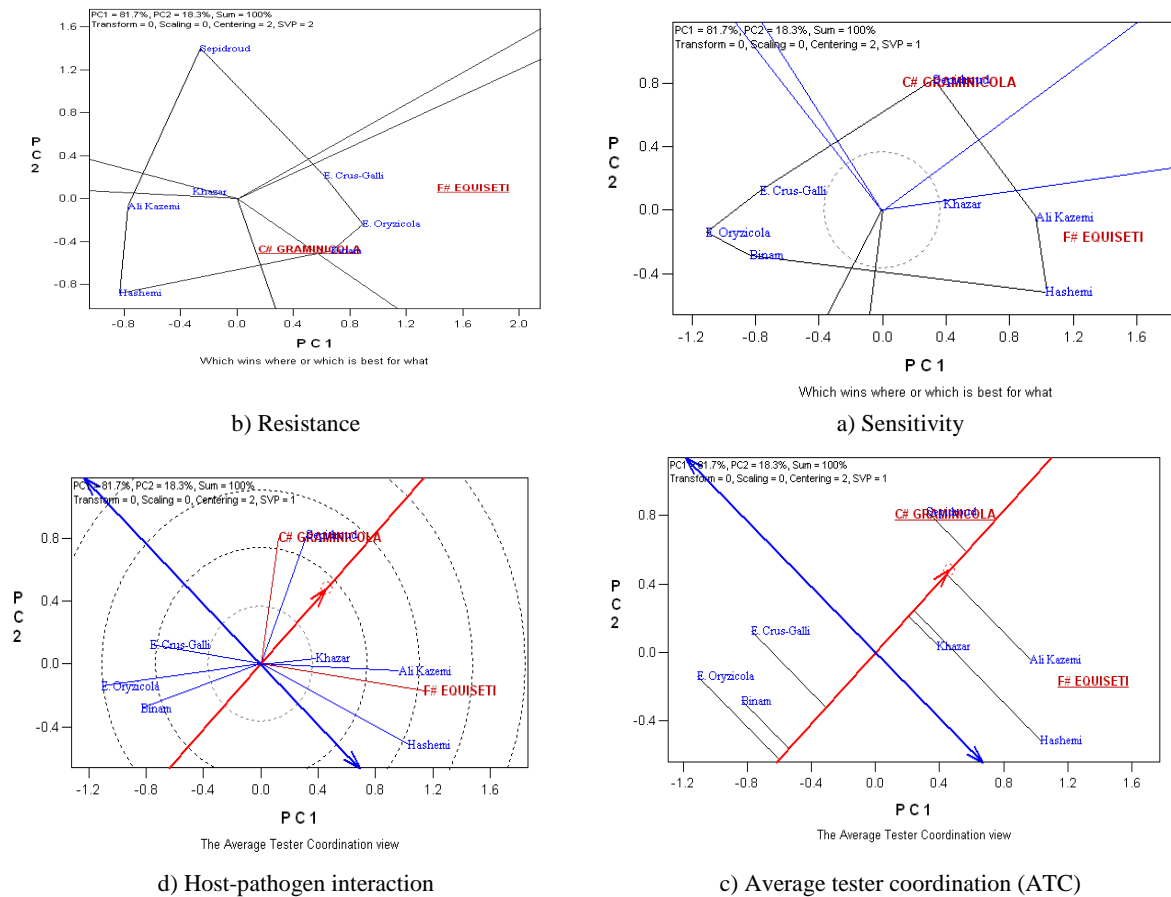 PC1 = 81.7%, PC2 = 18.3%, Sum = 100%
Transform = 0, Scaling = 0, Centering = 2, SVP = 2
1.6
1.2
0.8
0.4
0.0
-0.4
-0.8
P C 2
Sepidroud
E. Crus-Galli
Khazar
Ali Kazemi
F# EQUISETI
E. Oryzicola
C# GRAMINICOLA
Binam
Hashemi
-0.8 -0.4 0.0 0.4 0.8 1.2 1.6 2.0
P C 1
Which wins where or which is best for what
b) Resistance
PC1 = 81.7%, PC2 = 18.3%, Sum = 100%
Transform = 0, Scaling = 0, Centering = 2, SVP = 1
0.8
0.4
0.0
-0.4
P C 2
C# GRAMINICOLA
Sepidroud
E. Crus-Galli
Khazar
Ali Kazemi
E. Oryzicola
F# EQUISETI
Binam
Hashemi
-1.2 -0.8 -0.4 0.0 0.4 0.8 1.2 1.6
P C 1
Which wins where or which is best for what
a) Sensitivity
PC1 = 81.7%, PC2 = 18.3%, Sum = 100%
Transform = 0, Scaling = 0, Centering = 2, SVP = 1
0.8
0.4
0.0
-0.4
P C 2
C# GRAMINICOLA
Sepidroud
E. Crus-Galli
Khazar
Ali Kazemi
E. Oryzicola
F# EQUISETI
Binam
Hashemi
-1.2 -0.8 -0.4 0.0 0.4 0.8 1.2 1.6
P C 1
The Average Tester Coordination view
d) Host-pathogen interaction
PC1 = 81.7%, PC2 = 18.3%, Sum = 100%
Transform = 0, Scaling = 0, Centering = 2, SVP = 1
0.8
0.4
0.0
-0.4
P C 2
C# GRAMINICOLA
Sepidroud
E. Crus-Galli
Khazar
Ali Kazemi
E. Oryzicola
F# EQUISETI
Binam
Hashemi
-1.2 -0.8 -0.4 0.0 0.4 0.8 1.2 1.6
P C 1
The Average Tester Coordination view
c) Average tester coordination (ATC)